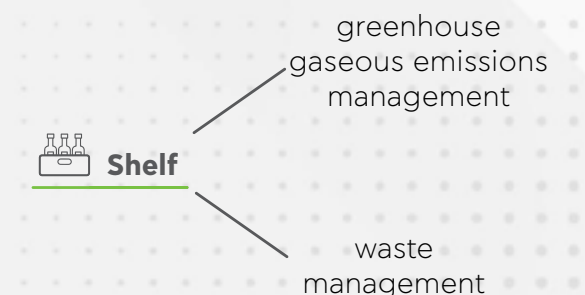 greenhouse
gaseous emissions
management
Shelf
waste
management